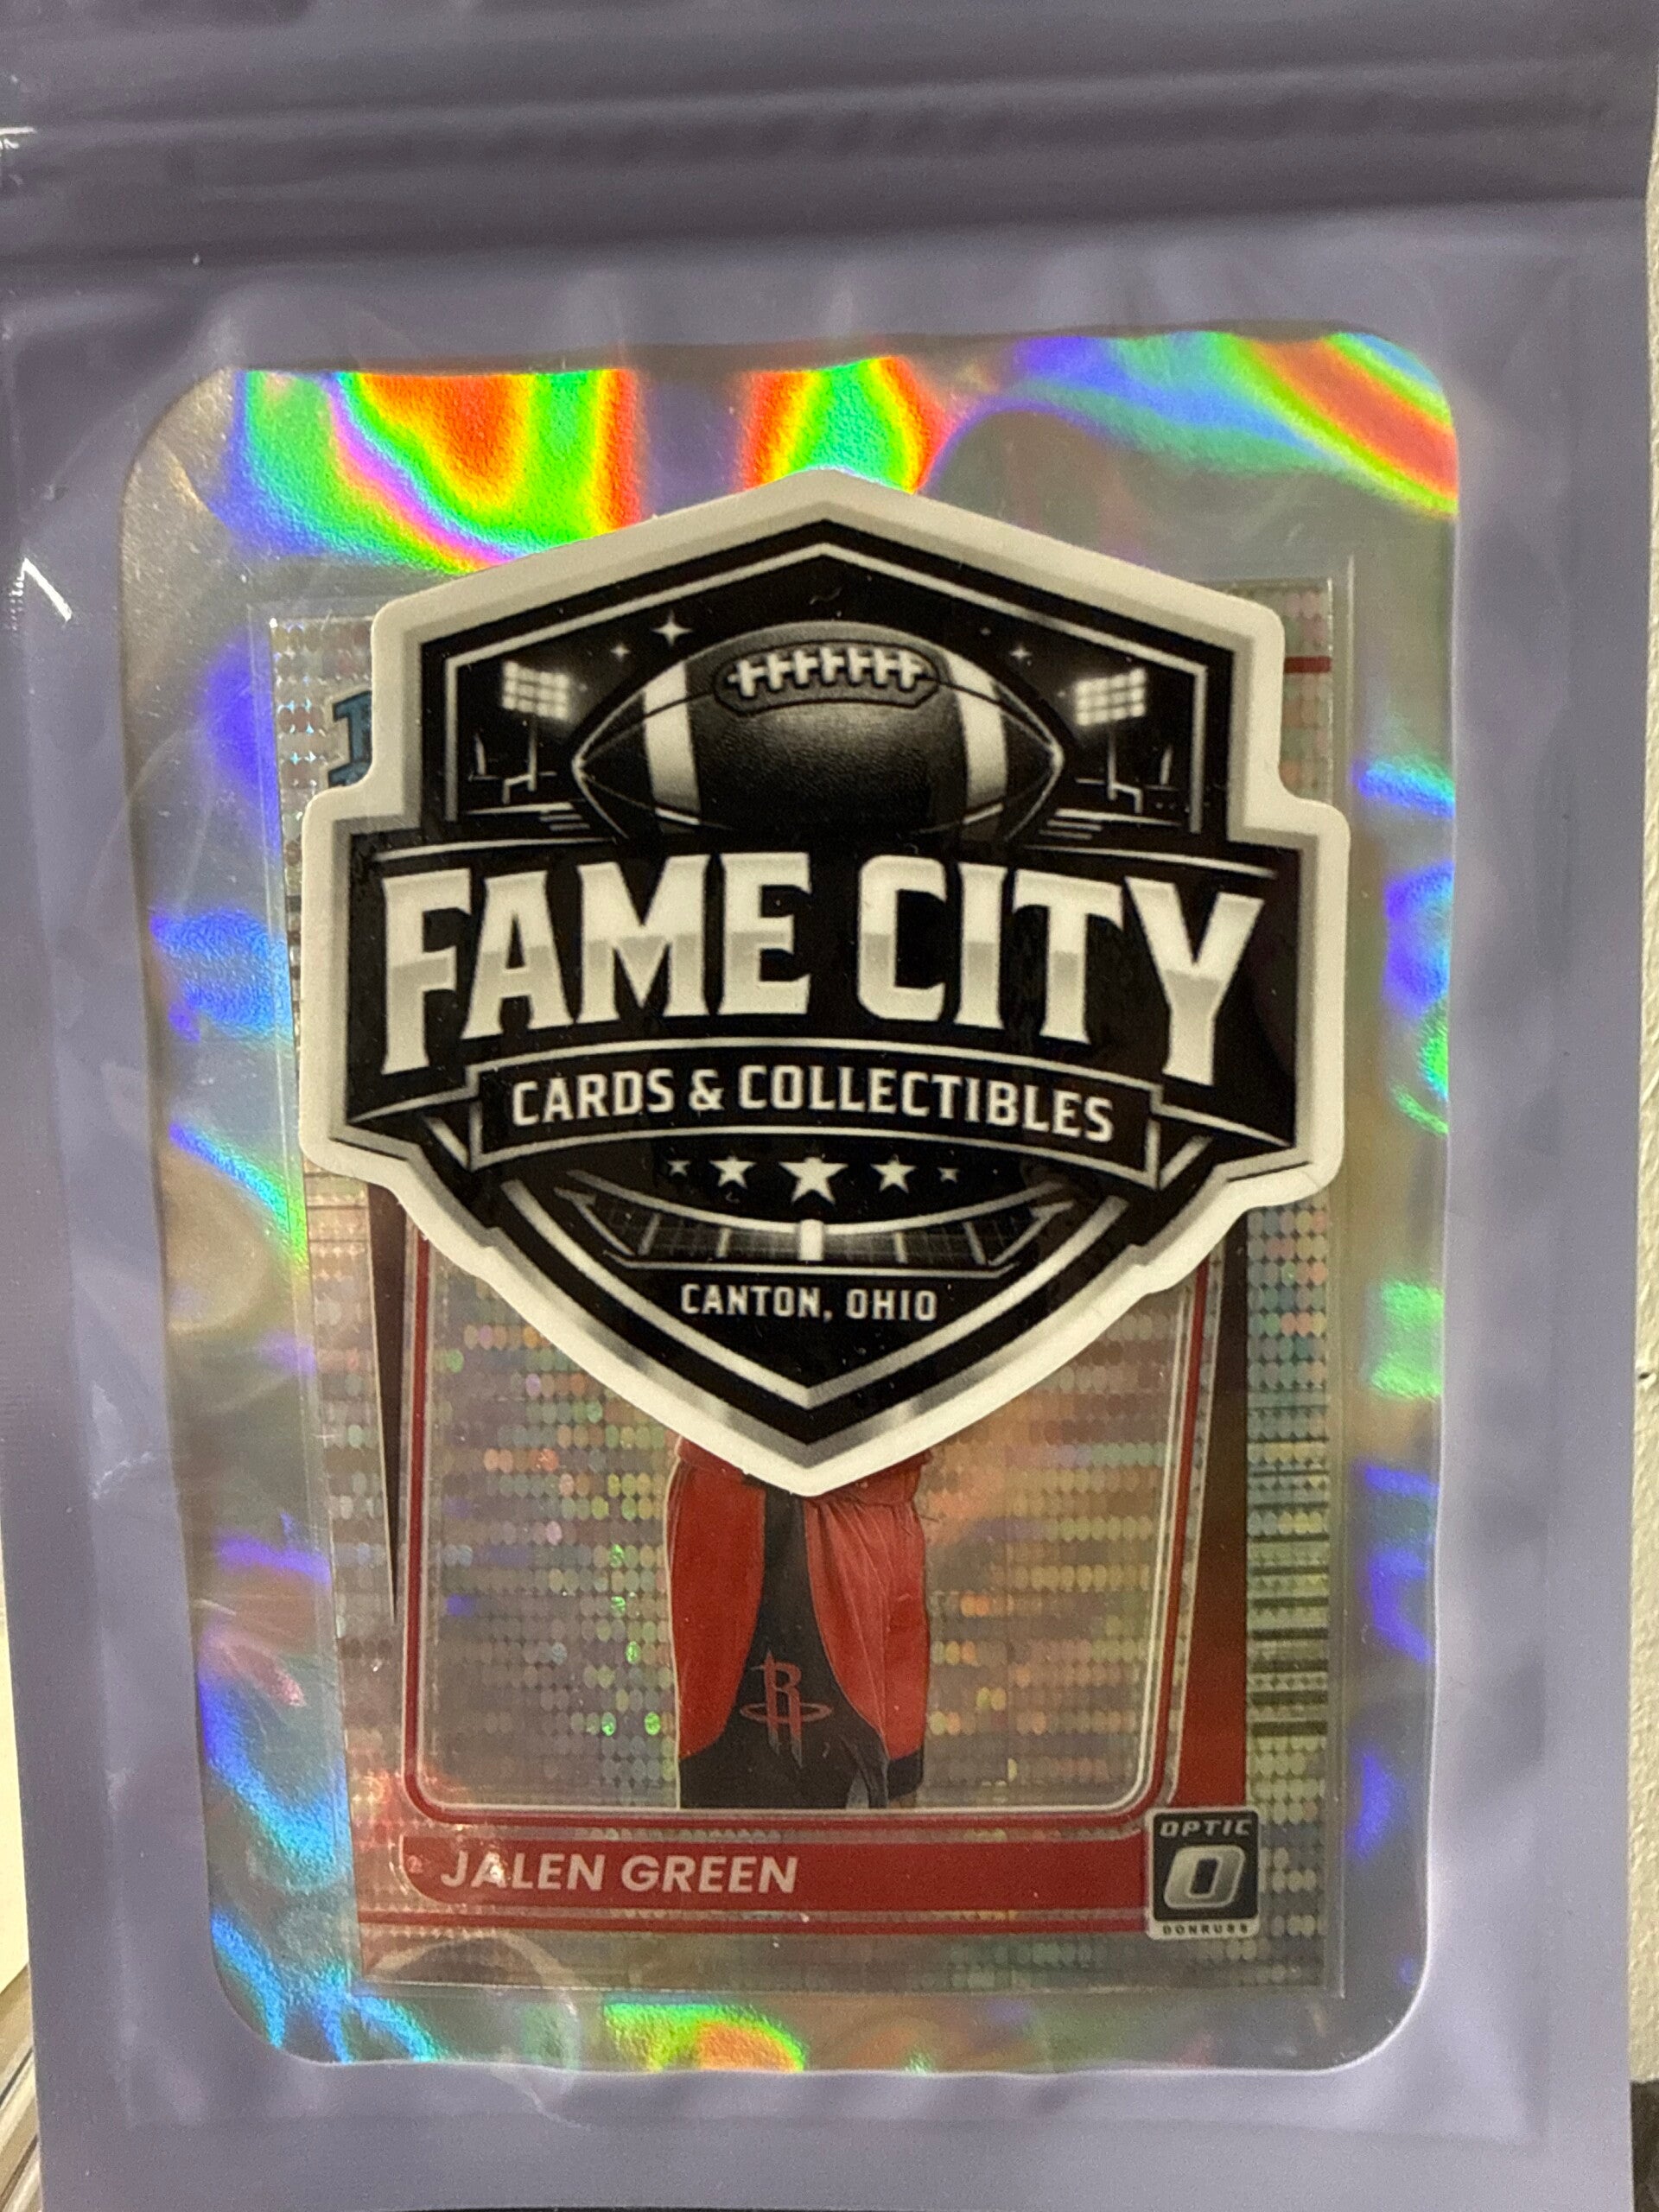 FAME CITY
CARDS & COLLECTIBLES
CANTON, OHIO
JALEN GREEN
OPTIC
DONRUSS